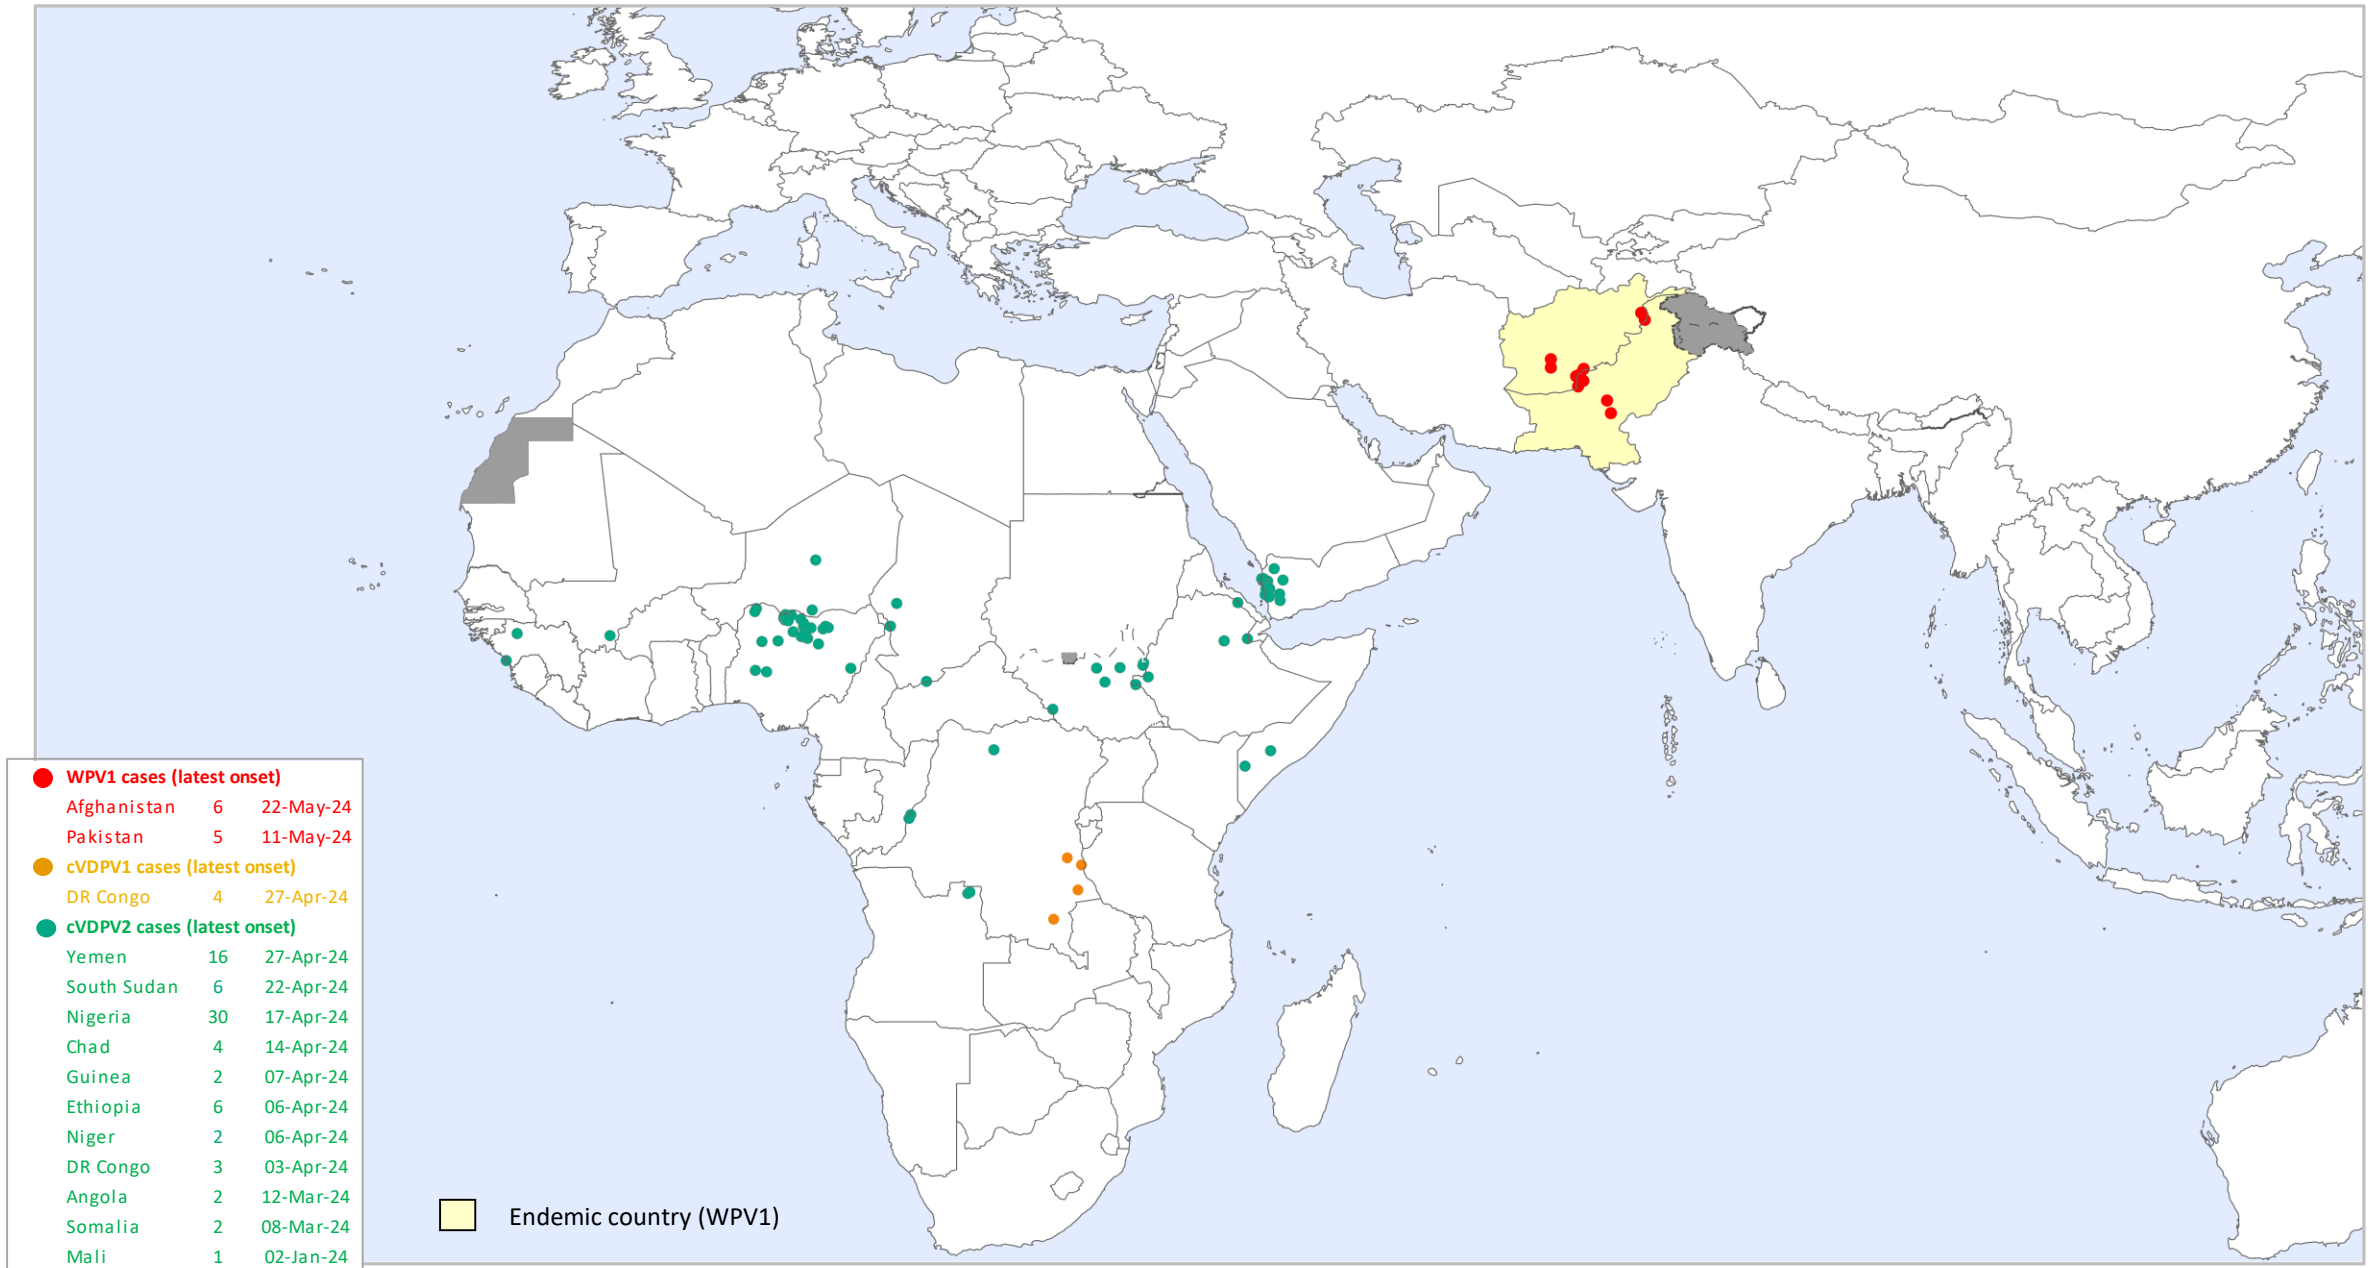 WPV1 cases (latest onset)
Afghanistan 6 22-May-24
Pakistan 5 11-May-24
cVDPV1 cases (latest onset)
DR Congo 4 27-Apr-24
cVDPV2 cases (latest onset)
Yemen 16 27-Apr-24
South Sudan 6 22-Apr-24
Nigeria 30 17-Apr-24
Chad 4 14-Apr-24
Guinea 2 07-Apr-24
Ethiopia 6 06-Apr-24
Niger 2 06-Apr-24
DR Congo 3 03-Apr-24
Angola 2 12-Mar-24
Somalia 2 08-Mar-24
Mali 1 02-Jan-24
Endemic country (WPV1)